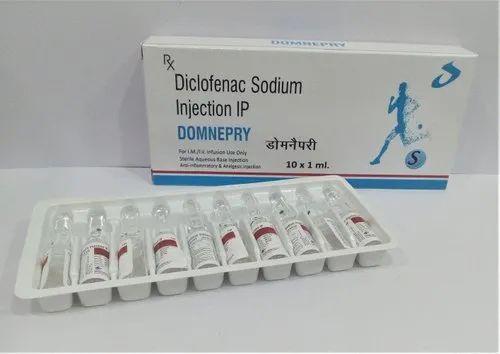 DOMNEPRY
Rx
Diclofenac Sodium
Injection IP
DOMNEPRY
For I.M./I.V. Infusion Use Only
Sterile Aqueous Base Injection
Anti-inflammatory & Analgesic Injection
डोमनैपरी
10 x 1 ml.
S